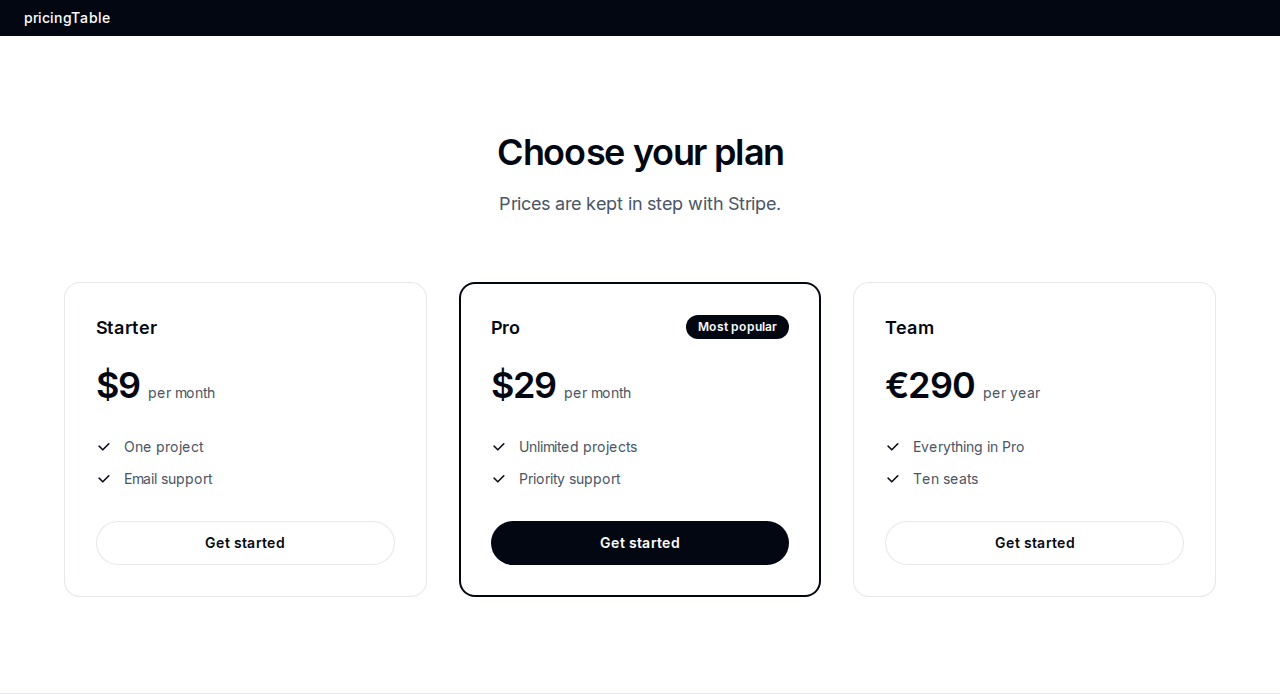 pricingTable
Choose your plan
Prices are kept in step with Stripe.
Starter
$9 per month
One project
Email support
Get started
Pro
Most popular
$29 per month
Unlimited projects
Priority support
Get started
Team
€290 per year
Everything in Pro
Ten seats
Get started